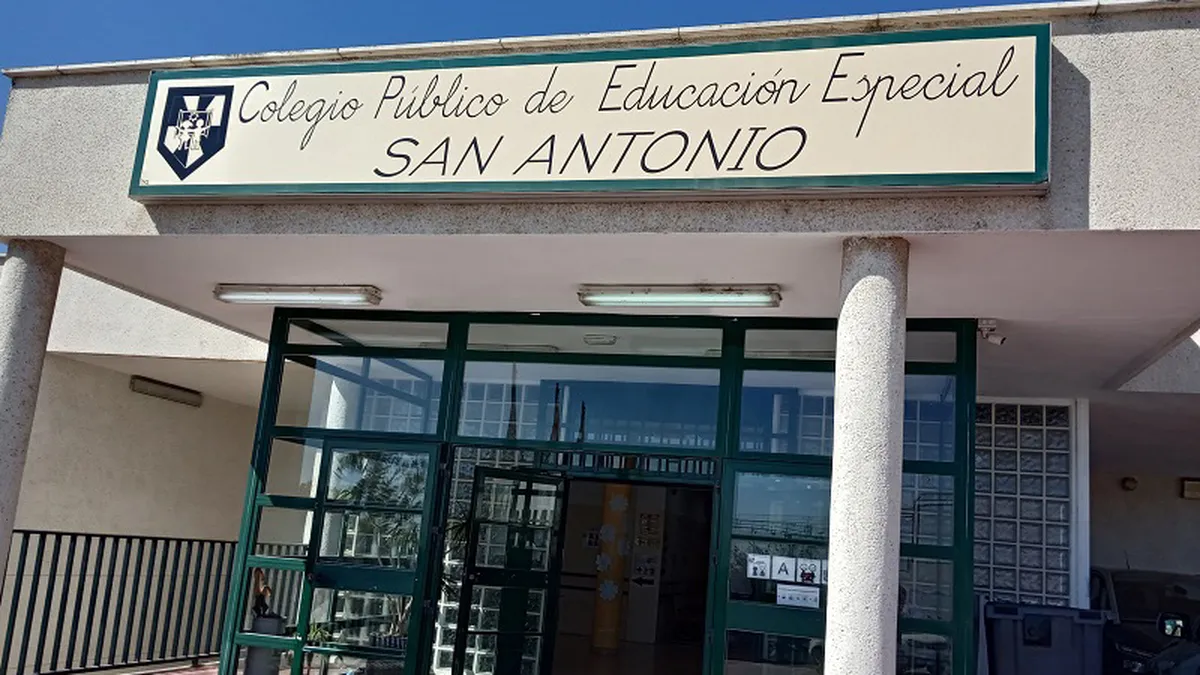 Colegio Público de Educación Especial
SAN ANTONIO
A